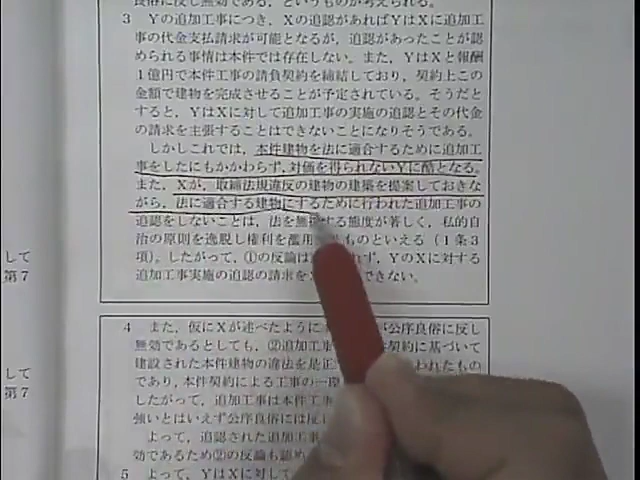 良俗に反し無効である、というものが考えられる。
3 Yの追加工事につき、Xの追認があればYはXに追加工
事の代金支払請求が可能となるが、追認があったことが認
められる事情は本件では存在しない。また、YはXと報酬
1億円で本件工事の請負契約を締結しており、契約上この
金額で建物を完成させることが予定されている。そうだと
すると、YはXに対して追加工事の実施の追認とその代金
の請求を主張することはできないことになりそうである。
しかしこれでは、本件建物を法に適合するために追加工
事をしたにもかかわらず、対価を得られないYに酷となる。
また、Xが、取締法規違反の建物の建築を提案しておきな
がら、法に適合する建物にするために行われた追加工事の
追認をしないことは、法を無視する態度が著しく、私的自
治の原則を逸脱し権利を濫用 ものといえる(1条3
項)。したがって、①の反論は れず、YのXに対する
追加工事実施の追認の請求を できない。
して
第7
4 また、仮にXが述べたように が公序良俗に反し
無効であるとしても、②追加工事 契約に基づいて
建設された本件建物の違法を是正 われたもの
であり、本件契約による工事の一環
したがって、追加工事は本件工事
強いとはいえず公序良俗には反
よって、追認された追加工事
効であるため②の反論も認め
5 よって、YはXに対して
して
第7